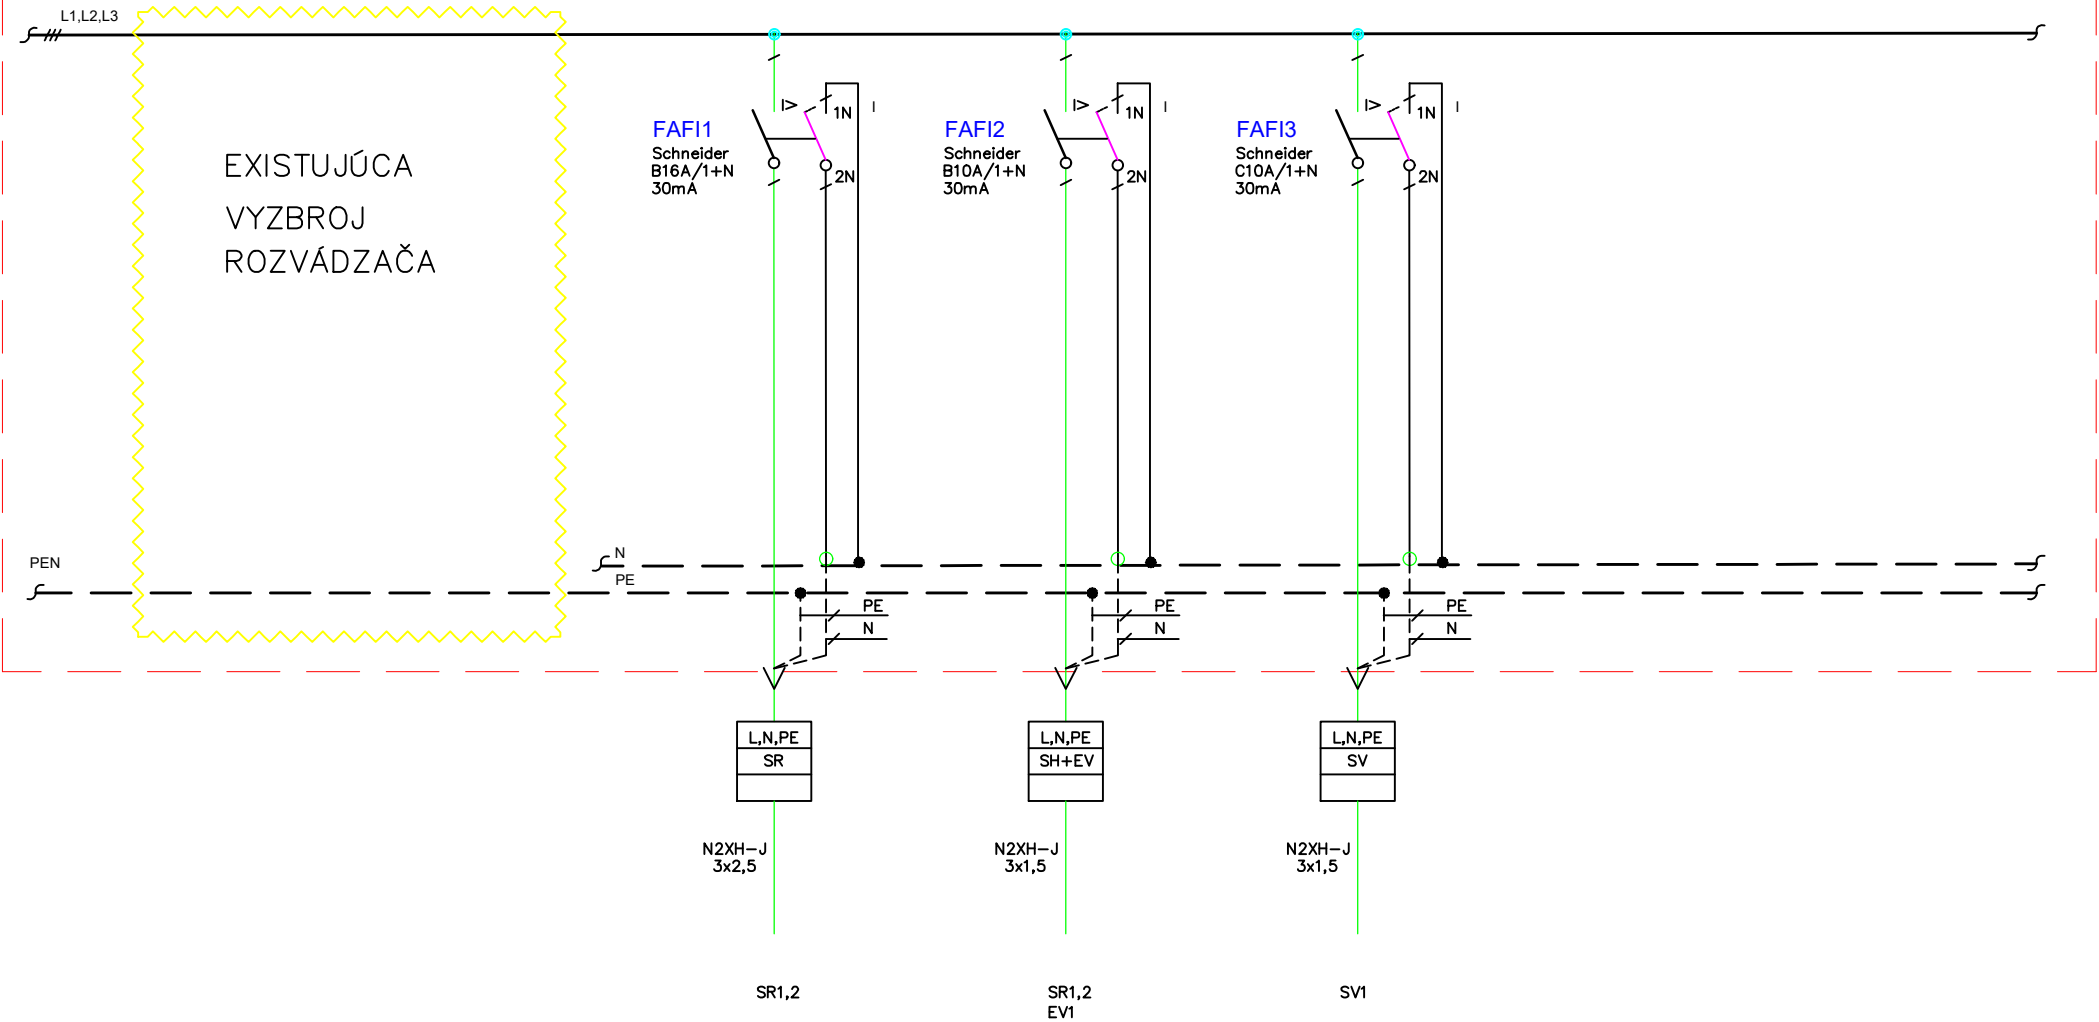 L1,L2,L3
EXISTUJÚCA
VYZBROJ
ROZVÁDZAČA
FAFI1
Schneider
B16A/1+N
30mA
I>
1N
I
2N
FAFI2
Schneider
B10A/1+N
30mA
I>
1N
I
2N
FAFI3
Schneider
C10A/1+N
30mA
I>
1N
I
2N
PEN
N
PE
PE
N
PE
N
PE
N
L,N,PE
SR
L,N,PE
SH+EV
L,N,PE
SV
N2XH-J
3x2,5
N2XH-J
3x1,5
N2XH-J
3x1,5
SR1,2
SR1,2
EV1
SV1